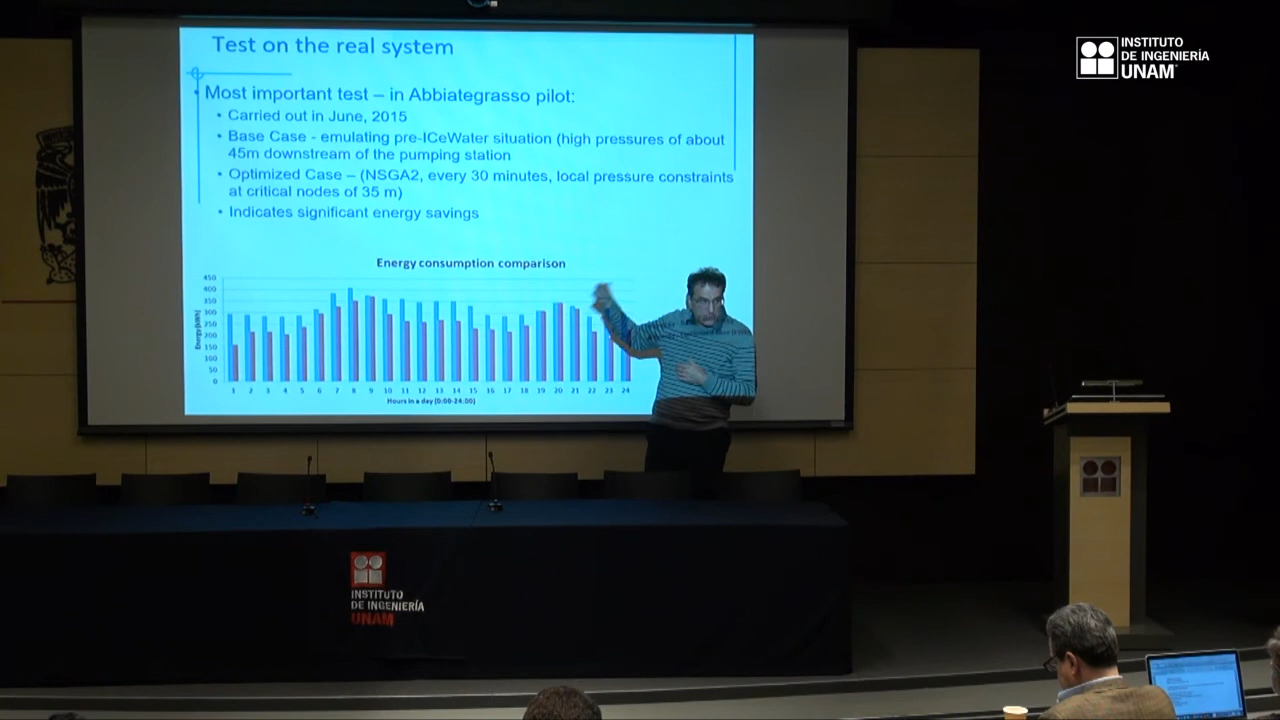 Test on the real system
• Most important test – in Abbiategrasso pilot:
• Carried out in June, 2015
• Base Case - emulating pre-ICeWater situation (high pressures of about
45m downstream of the pumping station
• Optimized Case – (NSGA2, every 30 minutes, local pressure constraints
at critical nodes of 35 m)
• Indicates significant energy savings
Energy consumption comparison
Energy (kWh)
450
400
350
300
250
200
150
100
50
0
1 2 3 4 5 6 7 8 9 10 11 12 13 14 15 16 17 18 19 20 21 22 23 24
Hours in a day (0:00-24:00)
INSTITUTO
DE INGENIERÍA
UNAM
INSTITUTO
DE INGENIERÍA
UNAM